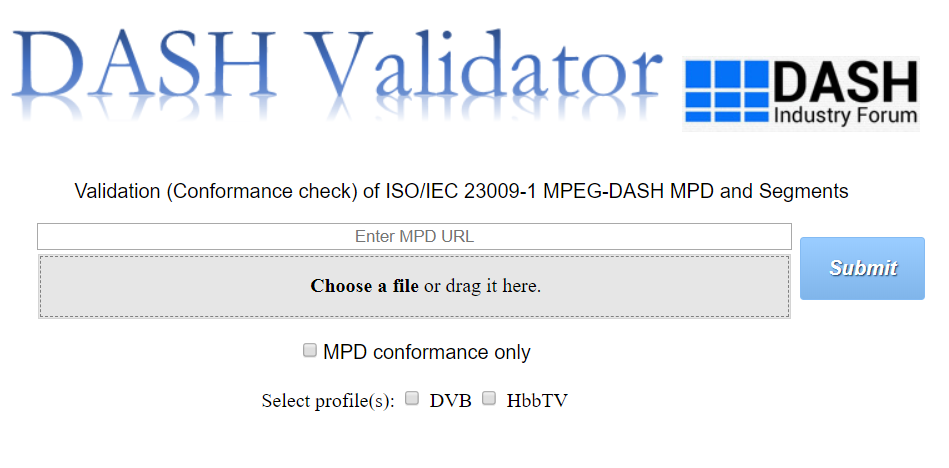 DASH Validator
DASH
Industry Forum
Validation (Conformance check) of ISO/IEC 23009-1 MPEG-DASH MPD and Segments
Enter MPD URL
Submit
Choose a file or drag it here.
MPD conformance only
Select profile(s): DVB HbbTV